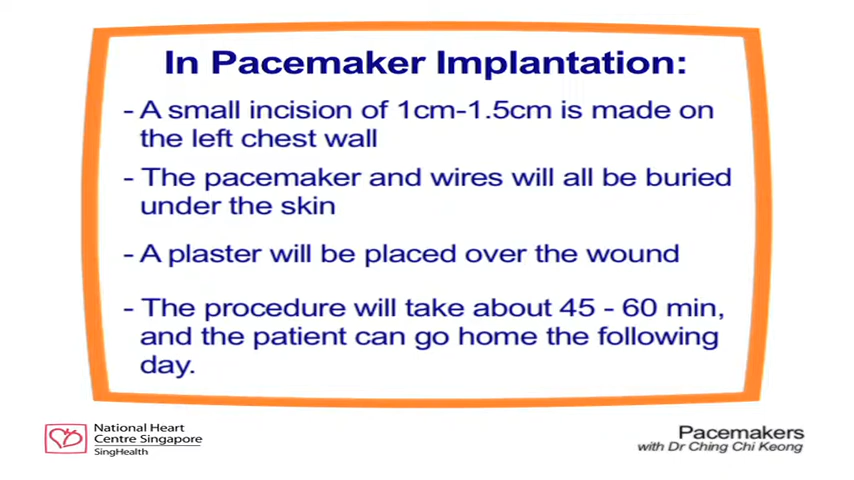 In Pacemaker Implantation:
- A small incision of 1cm-1.5cm is made on
the left chest wall
- The pacemaker and wires will all be buried
under the skin
- A plaster will be placed over the wound
- The procedure will take about 45 - 60 min,
and the patient can go home the following
day.
National Heart
Centre Singapore
SingHealth
Pacemakers
with Dr Ching Chi Keong